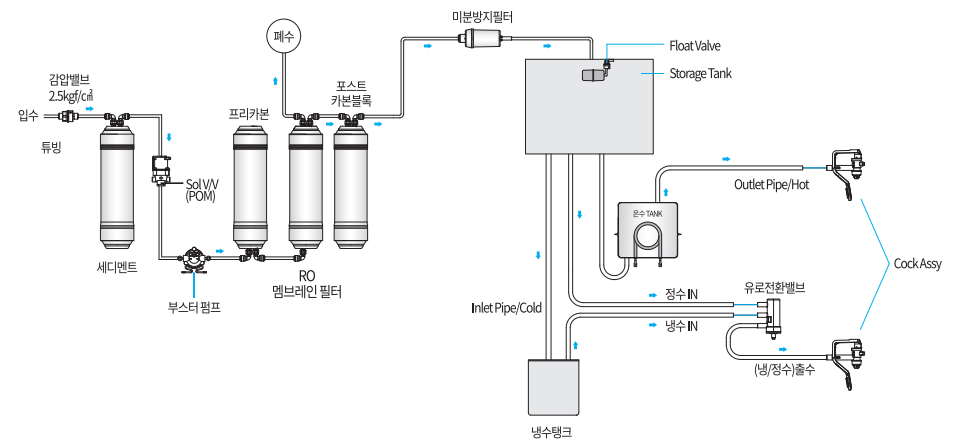 미분방지필터
폐수
Float Valve
Storage Tank
감압밸브
2.5kgf/㎠
입수
튜빙
프리카본
포스트
카본블록
Sol V/V
(POM)
세디멘트
부스터 펌프
RO
멤브레인 필터
온수 TANK
Outlet Pipe/Hot
Cock Assy
Inlet Pipe/Cold
정수 IN
냉수 IN
유로전환밸브
(냉/정수)출수
냉수탱크